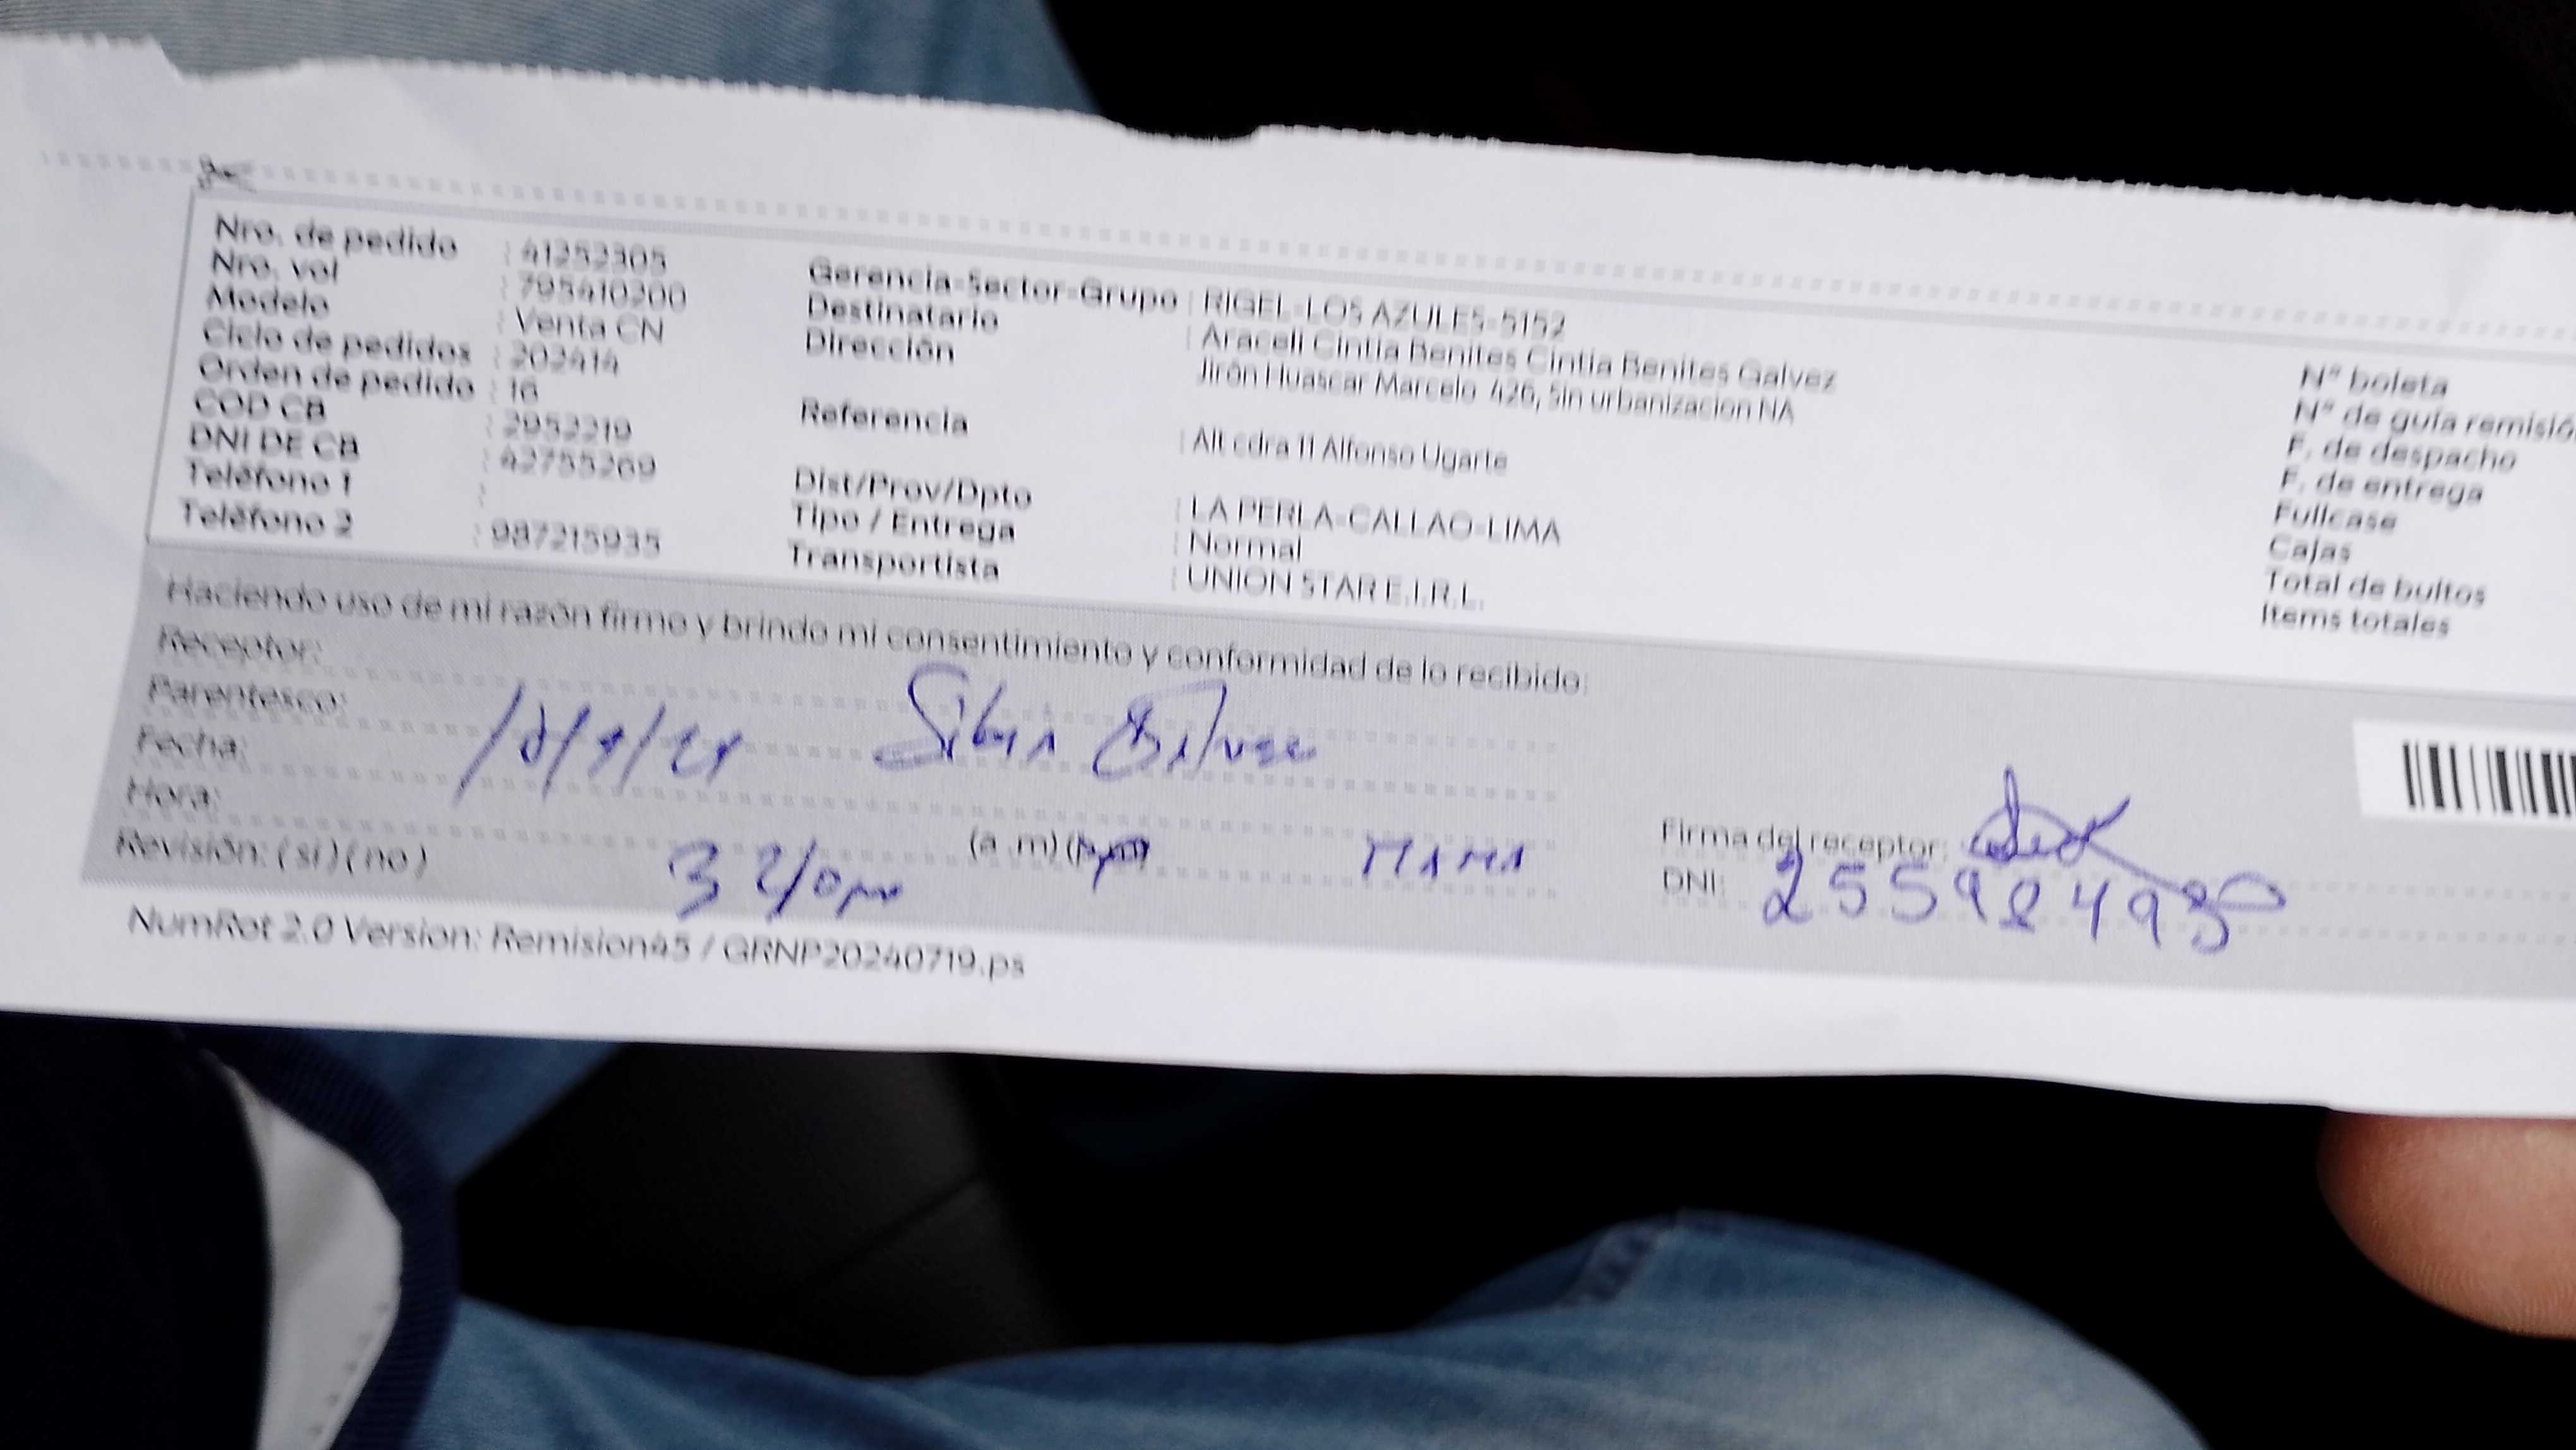 Nro. de pedido : 41252305
Nro. vol : 795410200
Modelo : Venta CN
Ciclo de pedidos : 202414
Orden de pedido : 16
COD CB : 2952219
DNI DE CB : 42755269
Teléfono 1 :
Teléfono 2 : 987215935
Gerencia-Sector-Grupo : RIGEL-LOS AZULES-5152
Destinatario : Araceli Cintia Benites Cintia Benites Galvez
Dirección : Jirón Huascar Marcelo 426, Sin urbanizacion NA
Referencia : Alt cdra 11 Alfonso Ugarte
Dist/Prov/Dpto : LA PERLA-CALLAO-LIMA
Tipo / Entrega : Normal
Transportista : UNION STAR E.I.R.L.
N° boleta
N° de guía remisió
F. de despacho
F. de entrega
Fullcase
Cajas
Total de bultos
Items totales
Haciendo uso de mi razón firmo y brindo mi consentimiento y conformidad de lo recibido:
Receptor:
Parentesco:
Fecha:
Hora: (a .m)
MAMA
Revisión: ( si ) ( no )
Firma del receptor:
DNI:
NumRot 2.0 Version: Remision45 / GRNP20240719.ps